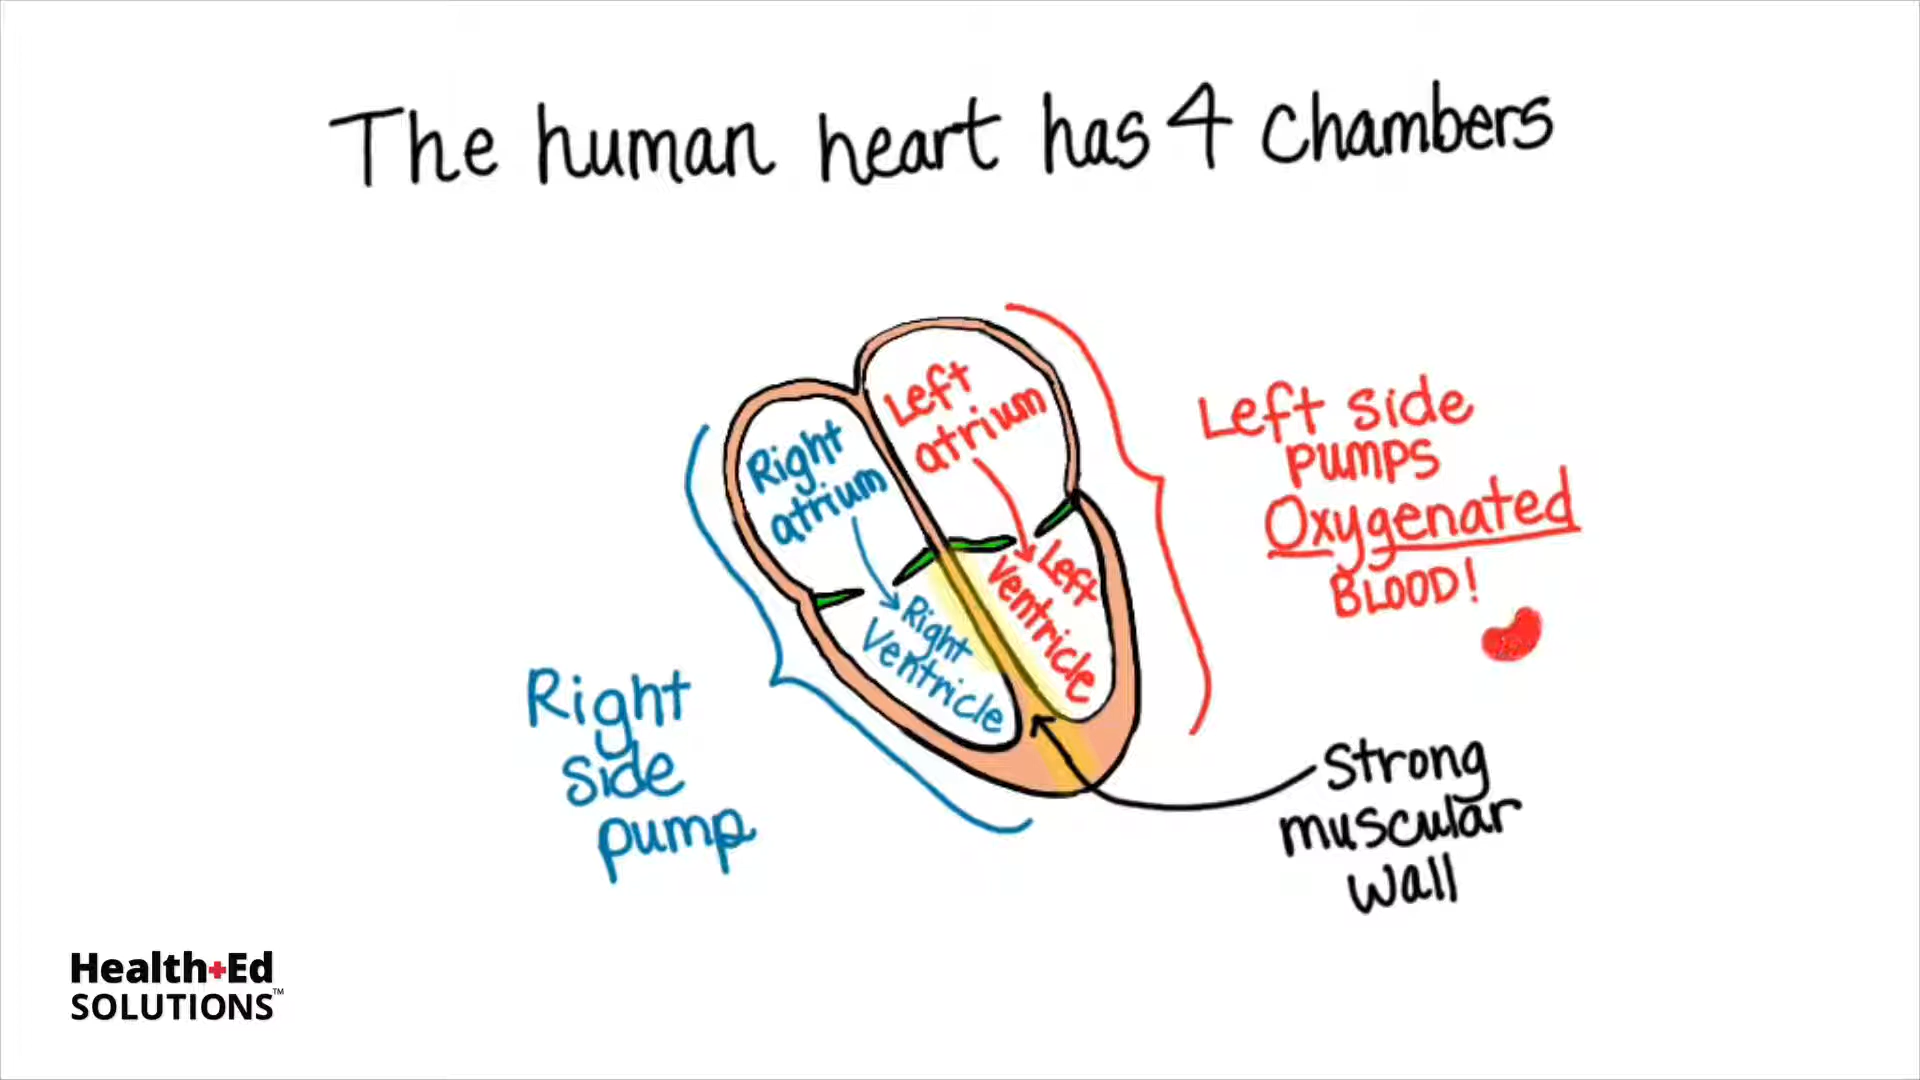 The human heart has 4 Chambers
Left
atrium
Right
atrium
Left
Ventricle
Right
Ventricle
Left side
PUMPS
Oxygenated
BLOOD!
Right
side
pump
Strong
muscular
wall
Health+Ed
SOLUTIONS™